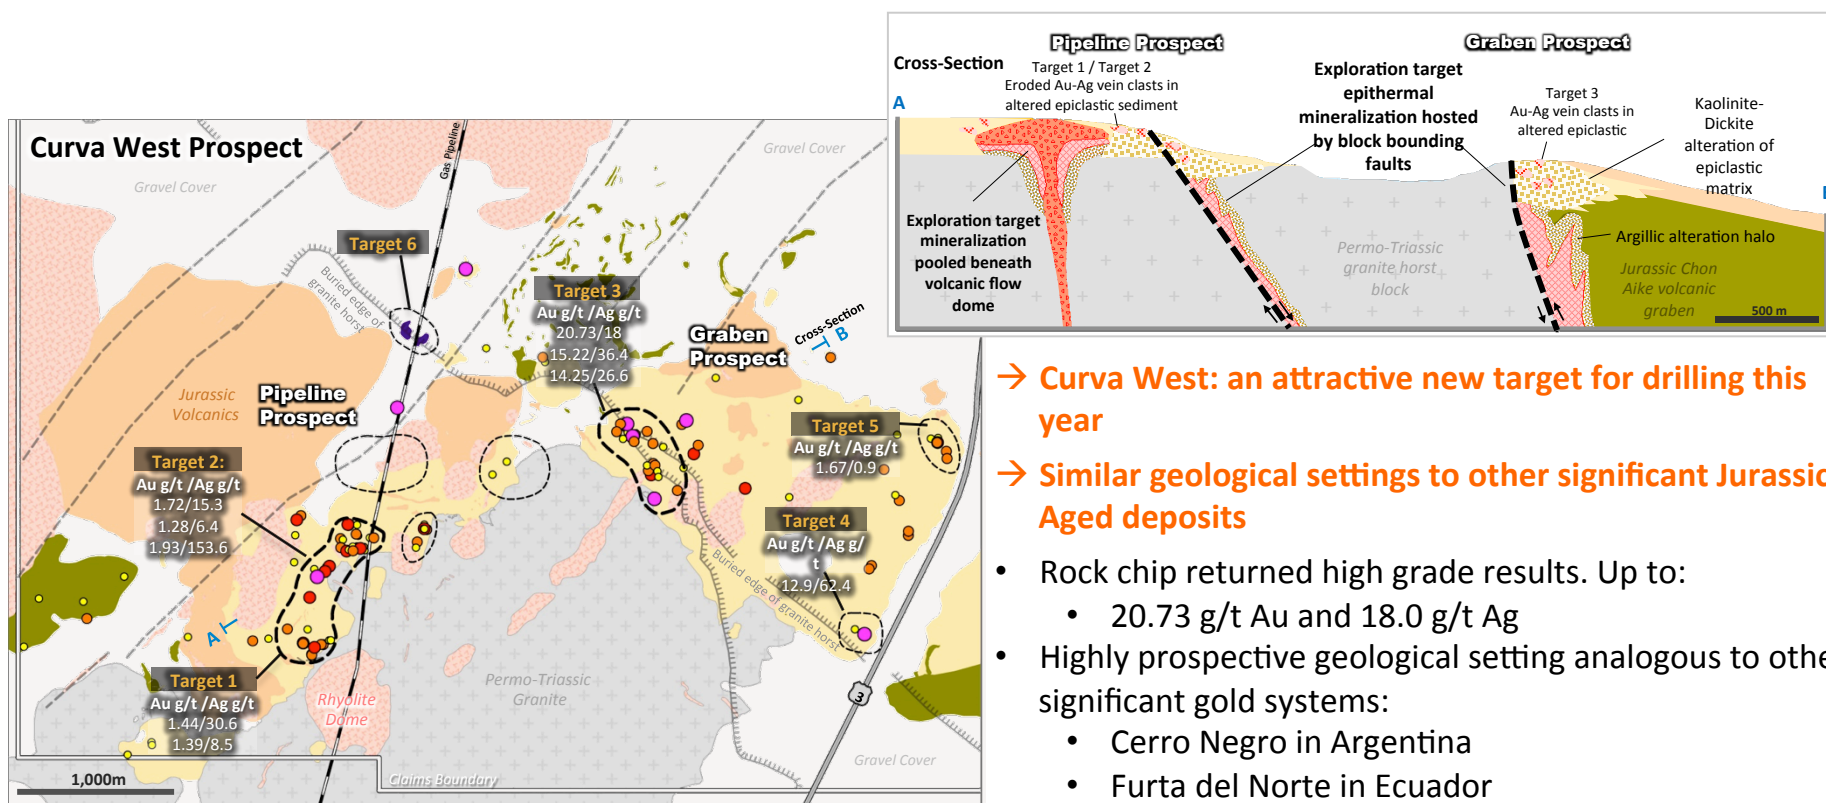 Curva West Prospect
Gas Pipeline
Gravel Cover
Gravel Cover
Target 6
Buried edge of
granite horst
Target 3
Au g/t /Ag g/t
20.73/18
15.22/36.4
14.25/26.6
Graben
Prospect
Cross-Section
B
Jurassic
Volcanics
Pipeline
Prospect
Target 5
Au g/t /Ag g/t
1.67/0.9
Target 2:
Au g/t /Ag g/t
1.72/15.3
1.28/6.4
1.93/153.6
Target 4
Au g/t /Ag g/
t
12.9/62.4
Buried edge of granite horst
A
Target 1
Au g/t /Ag g/t
1.44/30.6
1.39/8.5
Rhyolite
Dome
Permo-Triassic
Granite
3
Gravel Cover
1,000m
Claims Boundary
Cross-Section
A
Pipeline Prospect
Target 1 / Target 2
Eroded Au-Ag vein clasts in
altered epiclastic sediment
Exploration target
epithermal
mineralization hosted
by block bounding
faults
Graben Prospect
Target 3
Au-Ag vein clasts in
altered epiclastic
Kaolinite-
Dickite
alteration of
epiclastic
matrix
Exploration target
mineralization
pooled beneath
volcanic flow
dome
Permo-Triassic
granite horst
block
Argillic alteration halo
Jurassic Chon
Aike volcanic
graben
500 m
→ Curva West: an attractive new target for drilling this
year
→ Similar geological settings to other significant Jurassic
Aged deposits
• Rock chip returned high grade results. Up to:
• 20.73 g/t Au and 18.0 g/t Ag
• Highly prospective geological setting analogous to othe
significant gold systems:
• Cerro Negro in Argentina
• Furta del Norte in Ecuador